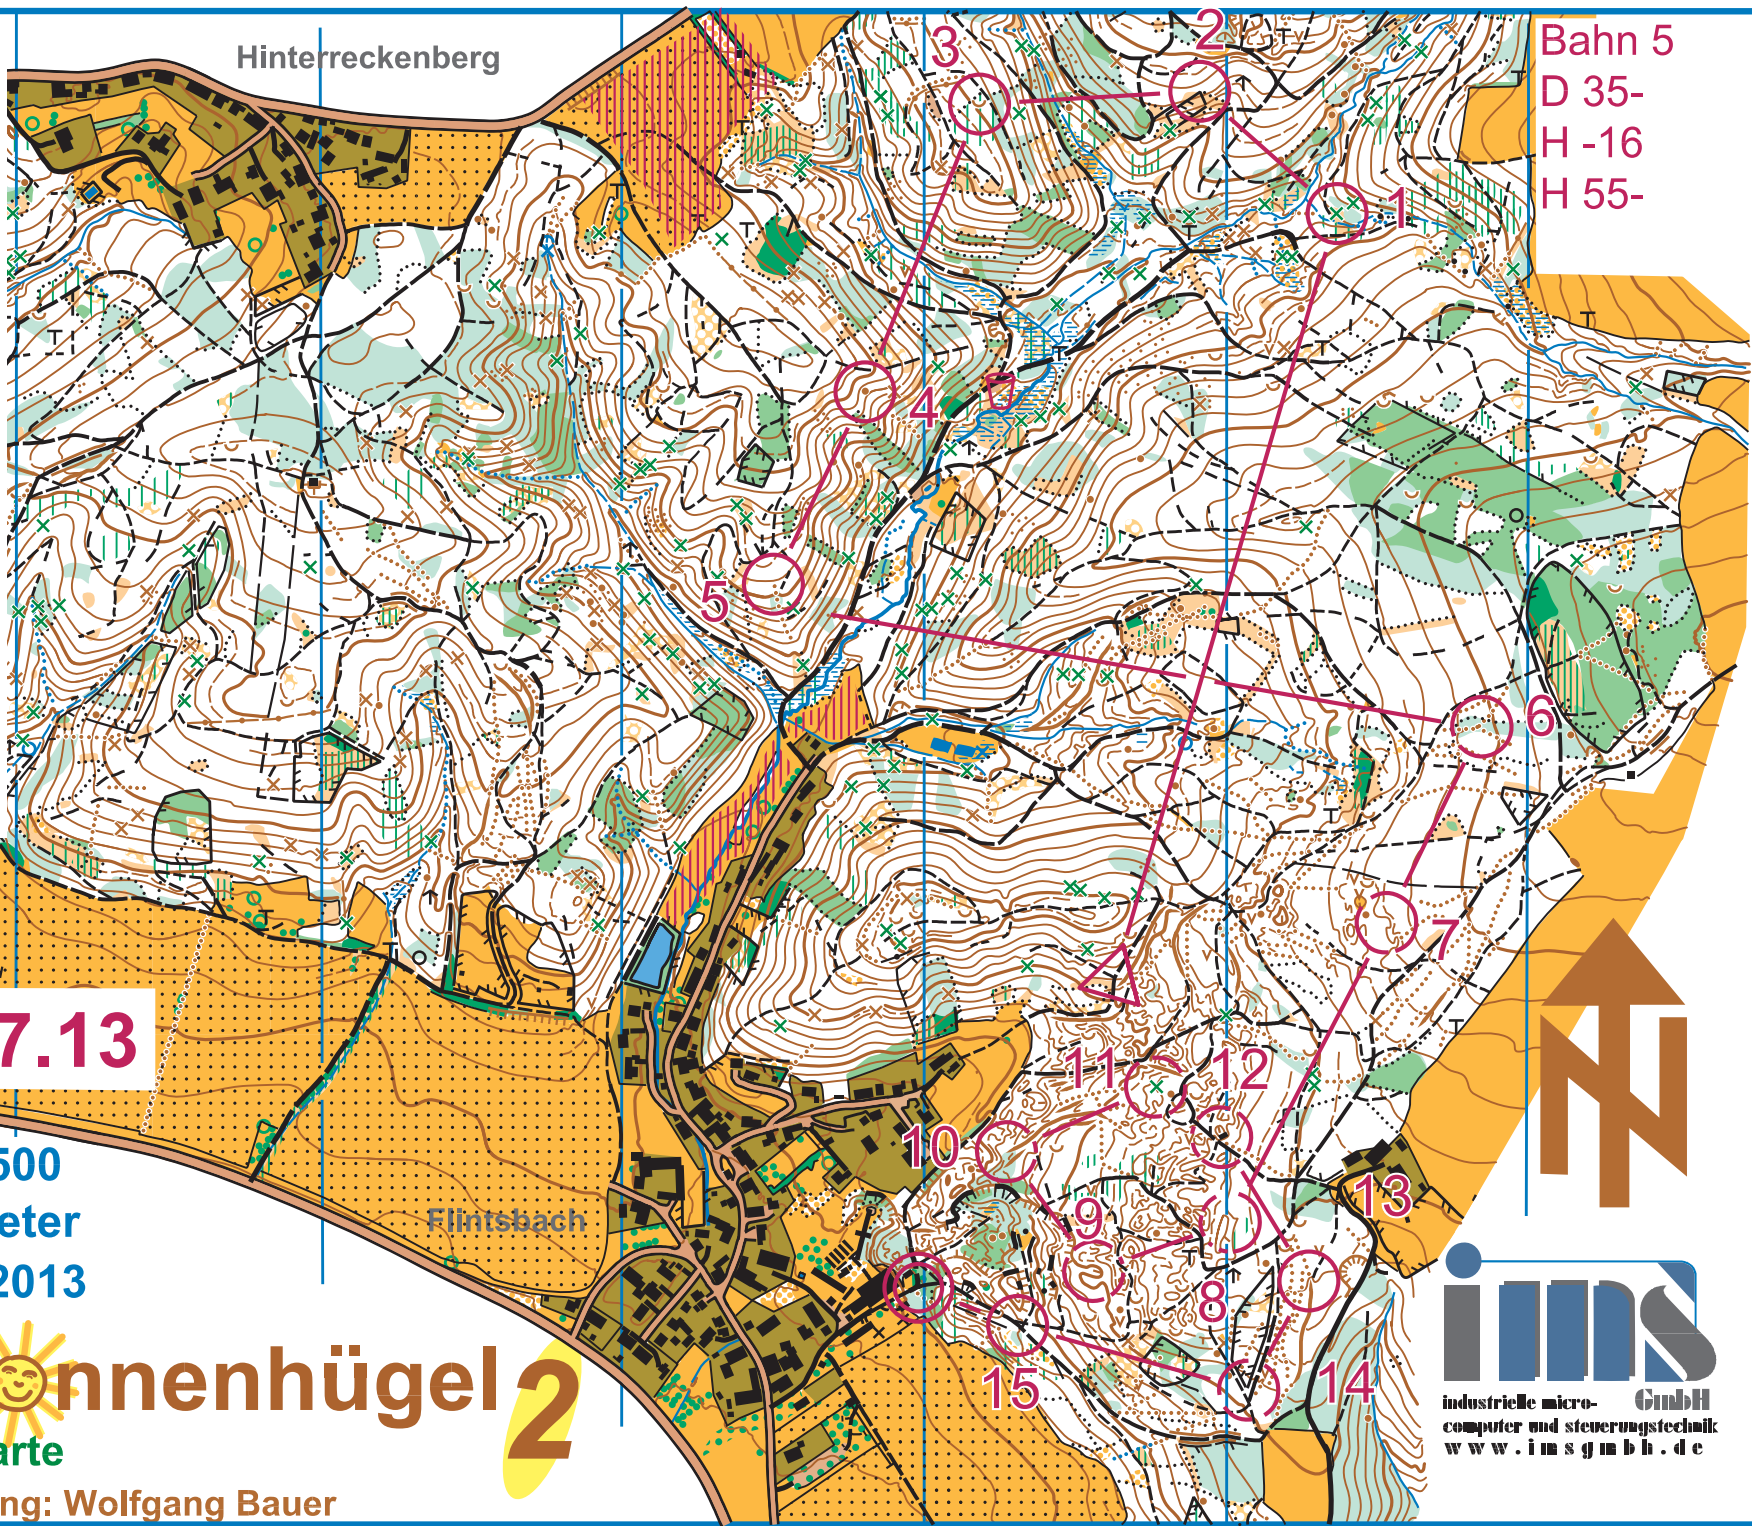 Hinterreckenberg
Bahn 5
D 35-
H -16
H 55-
3
2
1
4
5
6
7
7.13
11
12
10
9
13
8
14
15
500
eter
2013
Flintsbach
nnenhügel 2
arte
ng: Wolfgang Bauer
N
ims
industrielle micro- GmbH
computer und steuerungstechnik
www.imsgmbh.de